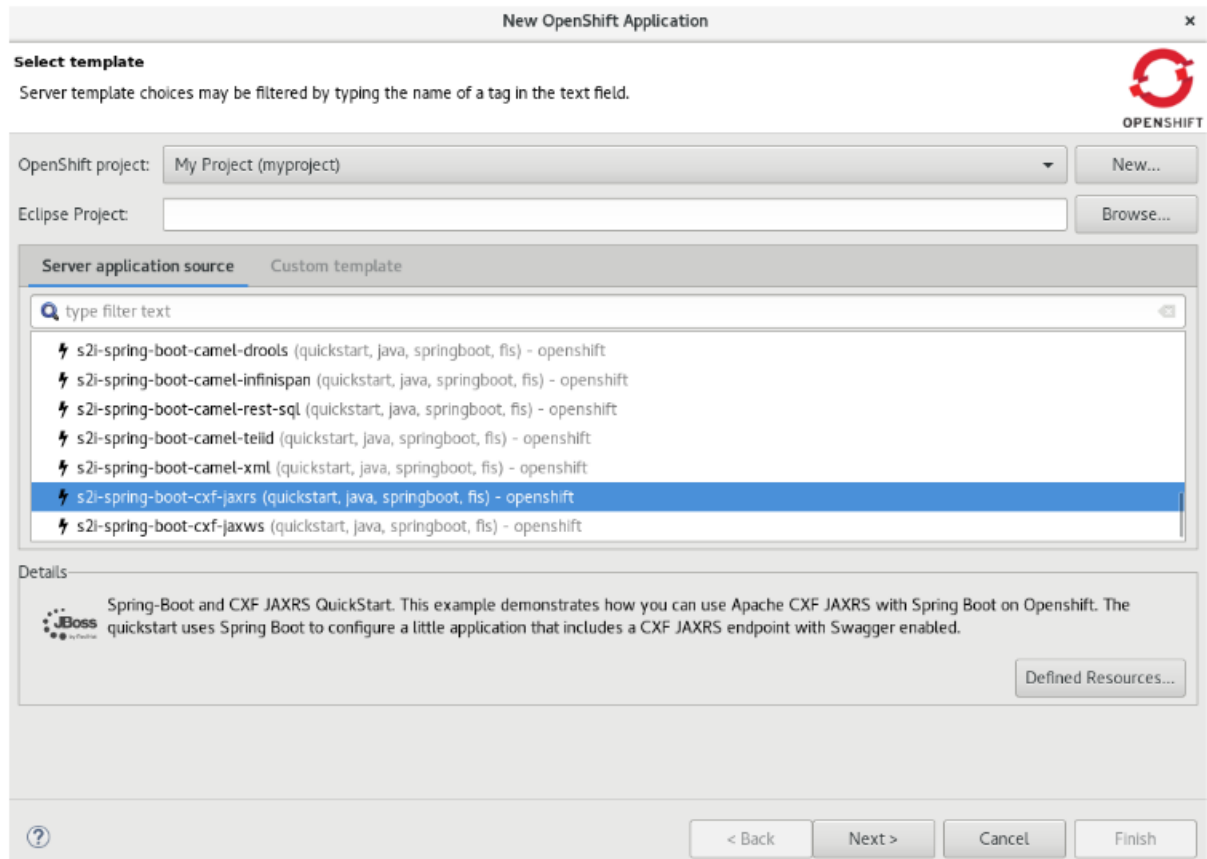 New OpenShift Application
×
Select template
Server template choices may be filtered by typing the name of a tag in the text field.
OPENSHIFT
OpenShift project: My Project (myproject) New...
Eclipse Project: Browse...
Server application source Custom template
type filter text
s2i-spring-boot-camel-drools (quickstart, java, springboot, fis) - openshift
s2i-spring-boot-camel-infinispan (quickstart, java, springboot, fis) - openshift
s2i-spring-boot-camel-rest-sql (quickstart, java, springboot, fis) - openshift
s2i-spring-boot-camel-teiid (quickstart, java, springboot, fis) - openshift
s2i-spring-boot-camel-xml (quickstart, java, springboot, fis) - openshift
s2i-spring-boot-cxf-jaxrs (quickstart, java, springboot, fis) - openshift
s2i-spring-boot-cxf-jaxws (quickstart, java, springboot, fis) - openshift
Details
JBoss
Spring-Boot and CXF JAXRS QuickStart. This example demonstrates how you can use Apache CXF JAXRS with Spring Boot on Openshift. The
quickstart uses Spring Boot to configure a little application that includes a CXF JAXRS endpoint with Swagger enabled.
Defined Resources...
? < Back Next > Cancel Finish